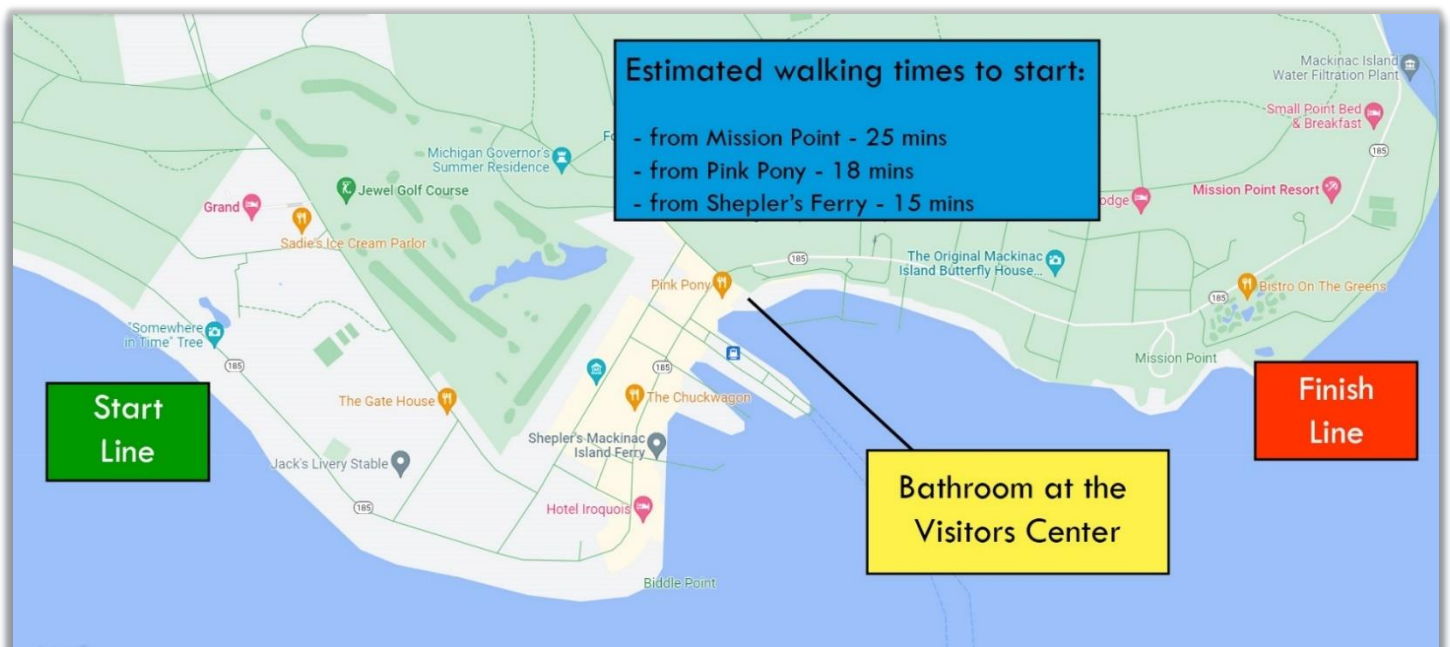 Estimated walking times to start:
- from Mission Point - 25 mins
- from Pink Pony - 18 mins
- from Shepler's Ferry - 15 mins
Mackinac Island
Water Filtration Plant
Small Point Bed
& Breakfast
185
Mission Point Resort
Michigan Governor's
Summer Residence
Jewel Golf Course
Grand
Sadie's Ice Cream Parlor
185
The Original Mackinac
Island Butterfly House...
Pink Pony
Bistro On The Greens
185
"Somewhere
in Time" Tree
185
Mission Point
185
Start
Line
The Gate House
The Chuckwagon
Finish
Line
Shepler's Mackinac
Island Ferry
Jack's Livery Stable
185
Hotel Iroquois
Bathroom at the
Visitors Center
Biddle Point